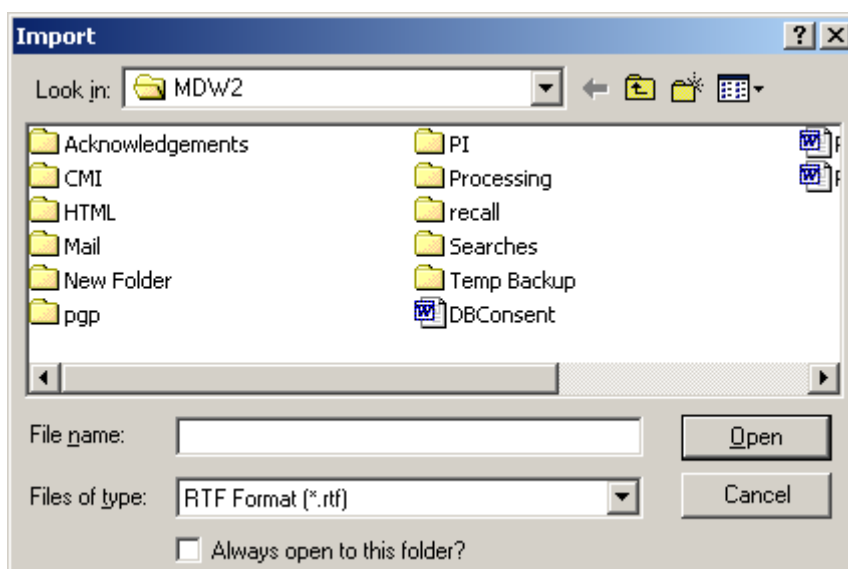 Import
Look in: MDW2
Acknowledgements
CMI
HTML
Mail
New Folder
pgp
PI
Processing
recall
Searches
Temp Backup
DBConsent
File name:
Open
Files of type: RTF Format (*.rtf)
Cancel
Always open to this folder?